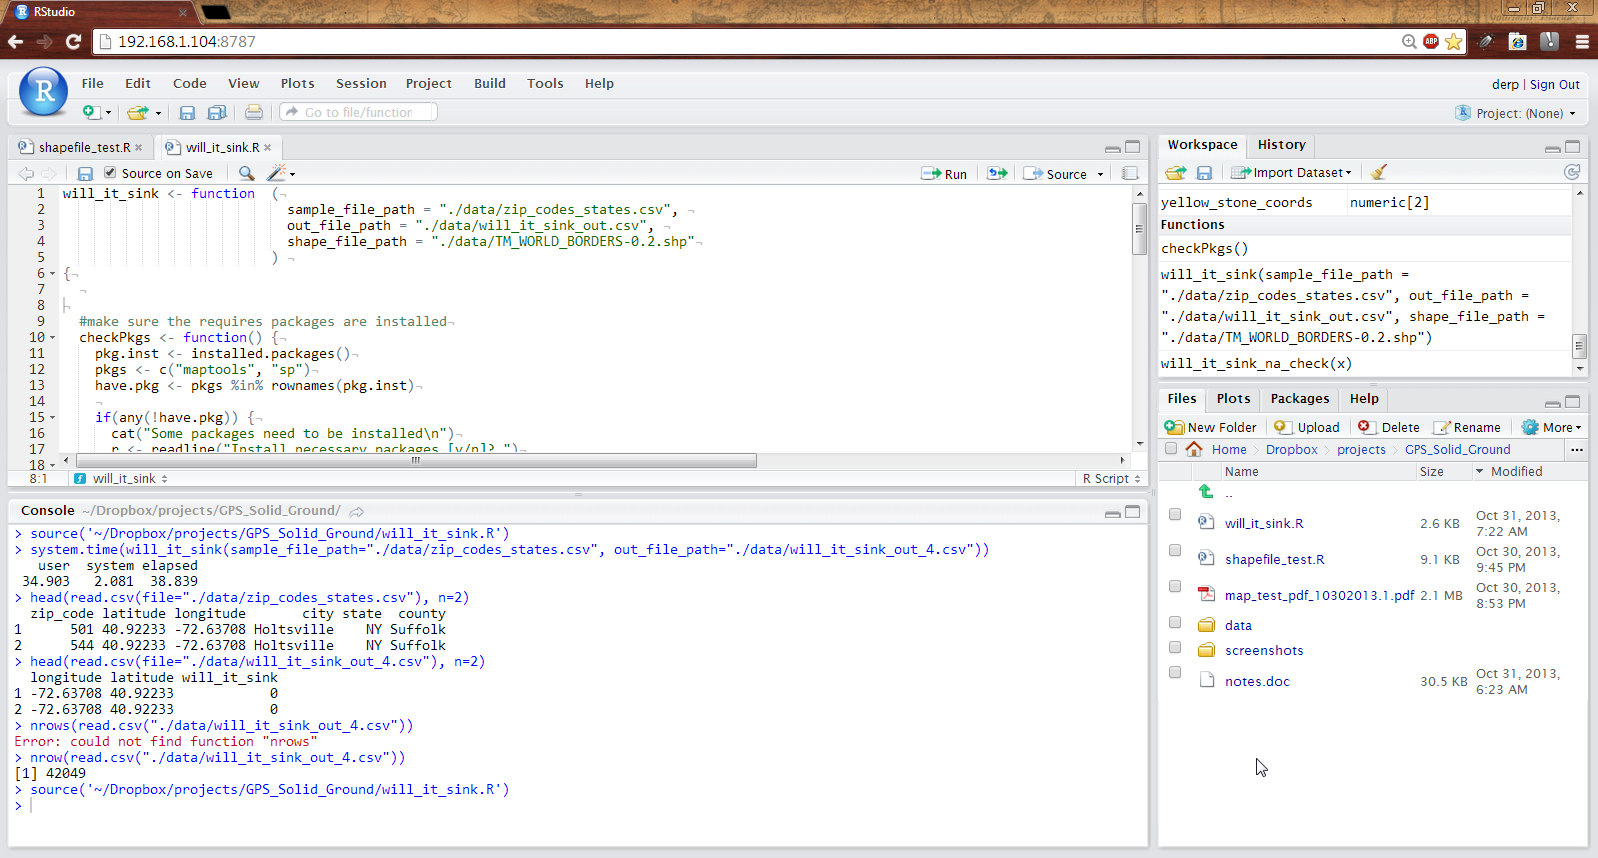 RStudio
192.168.1.104:8787
ABP
R
File Edit Code View Plots Session Project Build Tools Help
derp | Sign Out
Go to file/function
Project: (None)
shapefile_test.R
will_it_sink.R
Source on Save
Run
Source
1 will_it_sink <- function (¬
2 sample_file_path = "./data/zip_codes_states.csv", ¬
3 out_file_path = "./data/will_it_sink_out.csv", ¬
4 shape_file_path = "./data/TM_WORLD_BORDERS-0.2.shp"¬
5 ) ¬
6 {¬
7 ¬
8 ¬
9 #make sure the requires packages are installed¬
10 checkPkgs <- function() {¬
11 pkg.inst <- installed.packages()¬
12 pkgs <- c("maptools", "sp")¬
13 have.pkg <- pkgs %in% rownames(pkg.inst)¬
14 ¬
15 if(any(!have.pkg)) {¬
16 cat("Some packages need to be installed\n")¬
17 r <- readline("Install necessary packages [y/n]? ")¬
18
8:1 will_it_sink R Script
Console ~/Dropbox/projects/GPS_Solid_Ground/
> source('~/Dropbox/projects/GPS_Solid_Ground/will_it_sink.R')
> system.time(will_it_sink(sample_file_path="./data/zip_codes_states.csv", out_file_path="./data/will_it_sink_out_4.csv"))
user system elapsed
34.903 2.081 38.839
> head(read.csv(file="./data/zip_codes_states.csv"), n=2)
zip_code latitude longitude city state county
1 501 40.92233 -72.63708 Holtsville NY Suffolk
2 544 40.92233 -72.63708 Holtsville NY Suffolk
> head(read.csv(file="./data/will_it_sink_out_4.csv"), n=2)
longitude latitude will_it_sink
1 -72.63708 40.92233 0
2 -72.63708 40.92233 0
> nrows(read.csv("./data/will_it_sink_out_4.csv"))
Error: could not find function "nrows"
> nrow(read.csv("./data/will_it_sink_out_4.csv"))
[1] 42049
> source('~/Dropbox/projects/GPS_Solid_Ground/will_it_sink.R')
>
Workspace History
Import Dataset
yellow_stone_coords numeric[2]
Functions
checkPkgs()
will_it_sink(sample_file_path =
"./data/zip_codes_states.csv", out_file_path =
"./data/will_it_sink_out.csv", shape_file_path =
"./data/TM_WORLD_BORDERS-0.2.shp")
will_it_sink_na_check(x)
Files Plots Packages Help
New Folder Upload Delete Rename More
Home Dropbox projects GPS_Solid_Ground ...
Name Size Modified
..
will_it_sink.R 2.6 KB Oct 31, 2013, 7:22 AM
shapefile_test.R 9.1 KB Oct 30, 2013, 9:45 PM
map_test_pdf_10302013.1.pdf 2.1 MB Oct 30, 2013, 8:53 PM
data
screenshots
notes.doc 30.5 KB Oct 31, 2013, 6:23 AM